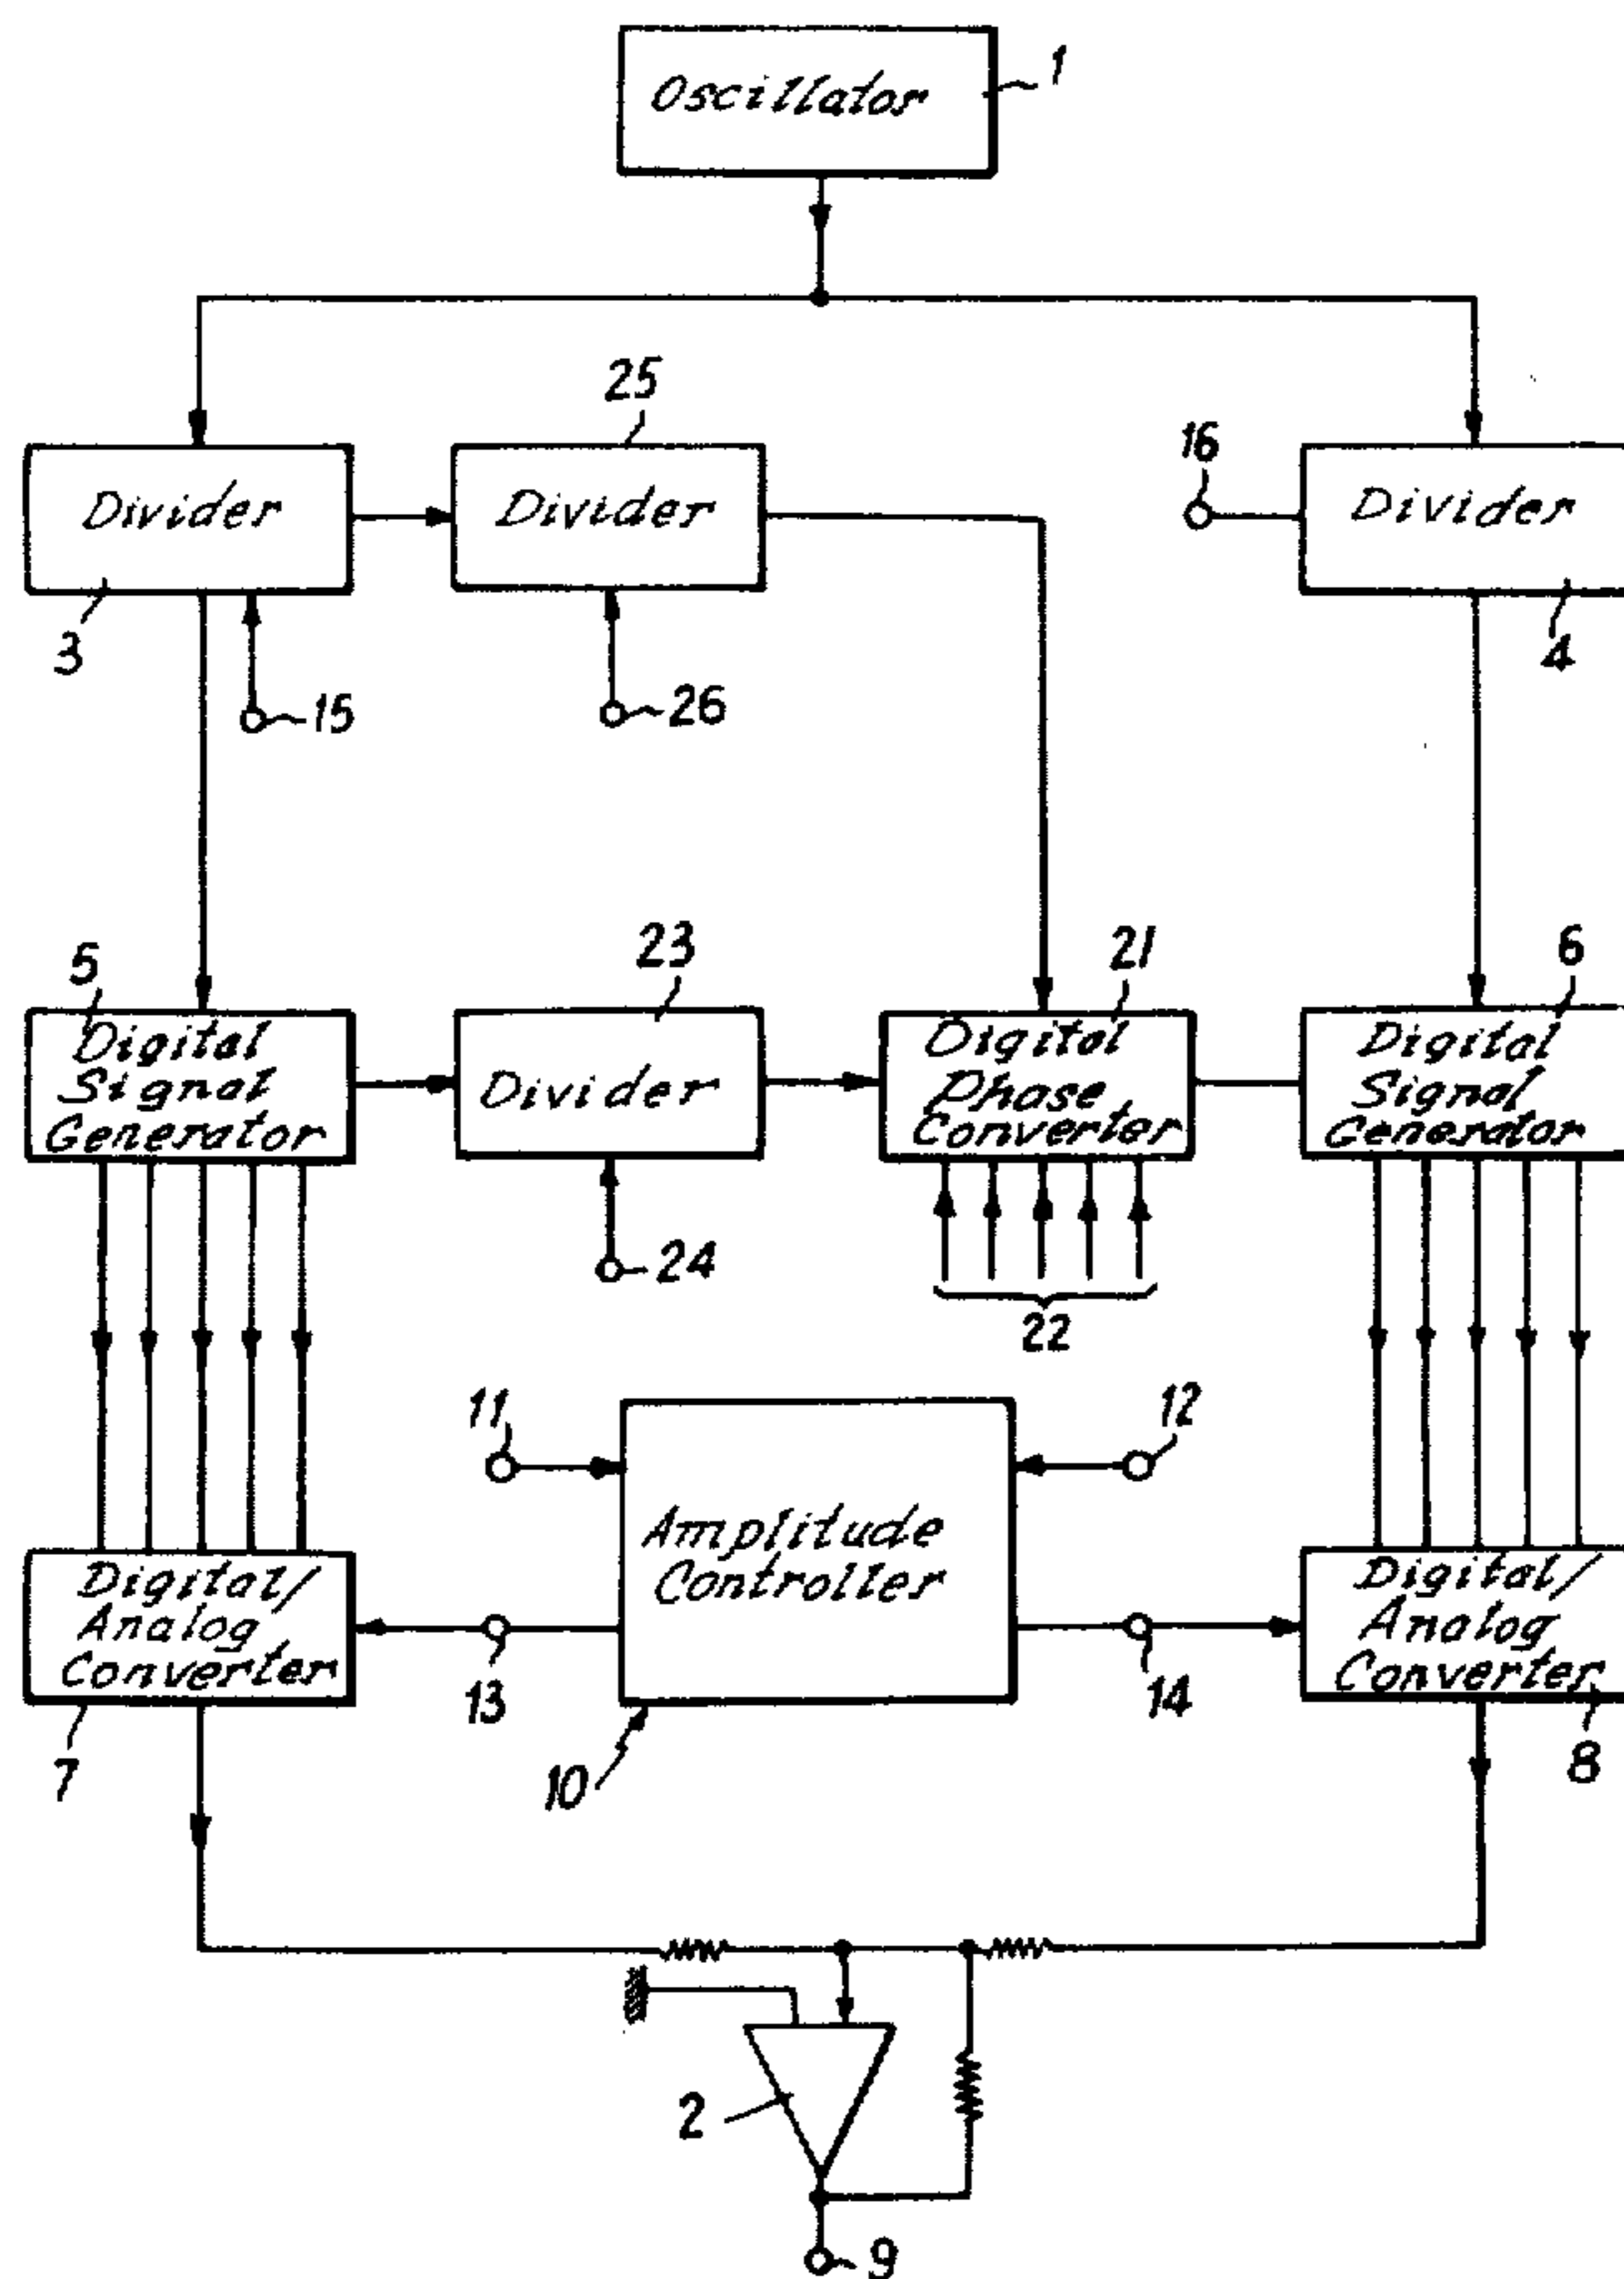 Oscillator
1
25
16
Divider
Divider
Divider
3
15
26
4
5
23
21
6
Digital
Signal
Generator
Divider
Digital
Phase
Converter
Digital
Signal
Generator
24
22
11
12
Amplitude
Controller
Digital/
Analog
Converter
Digital/
Analog
Converter
13
14
7
10
8
2
9